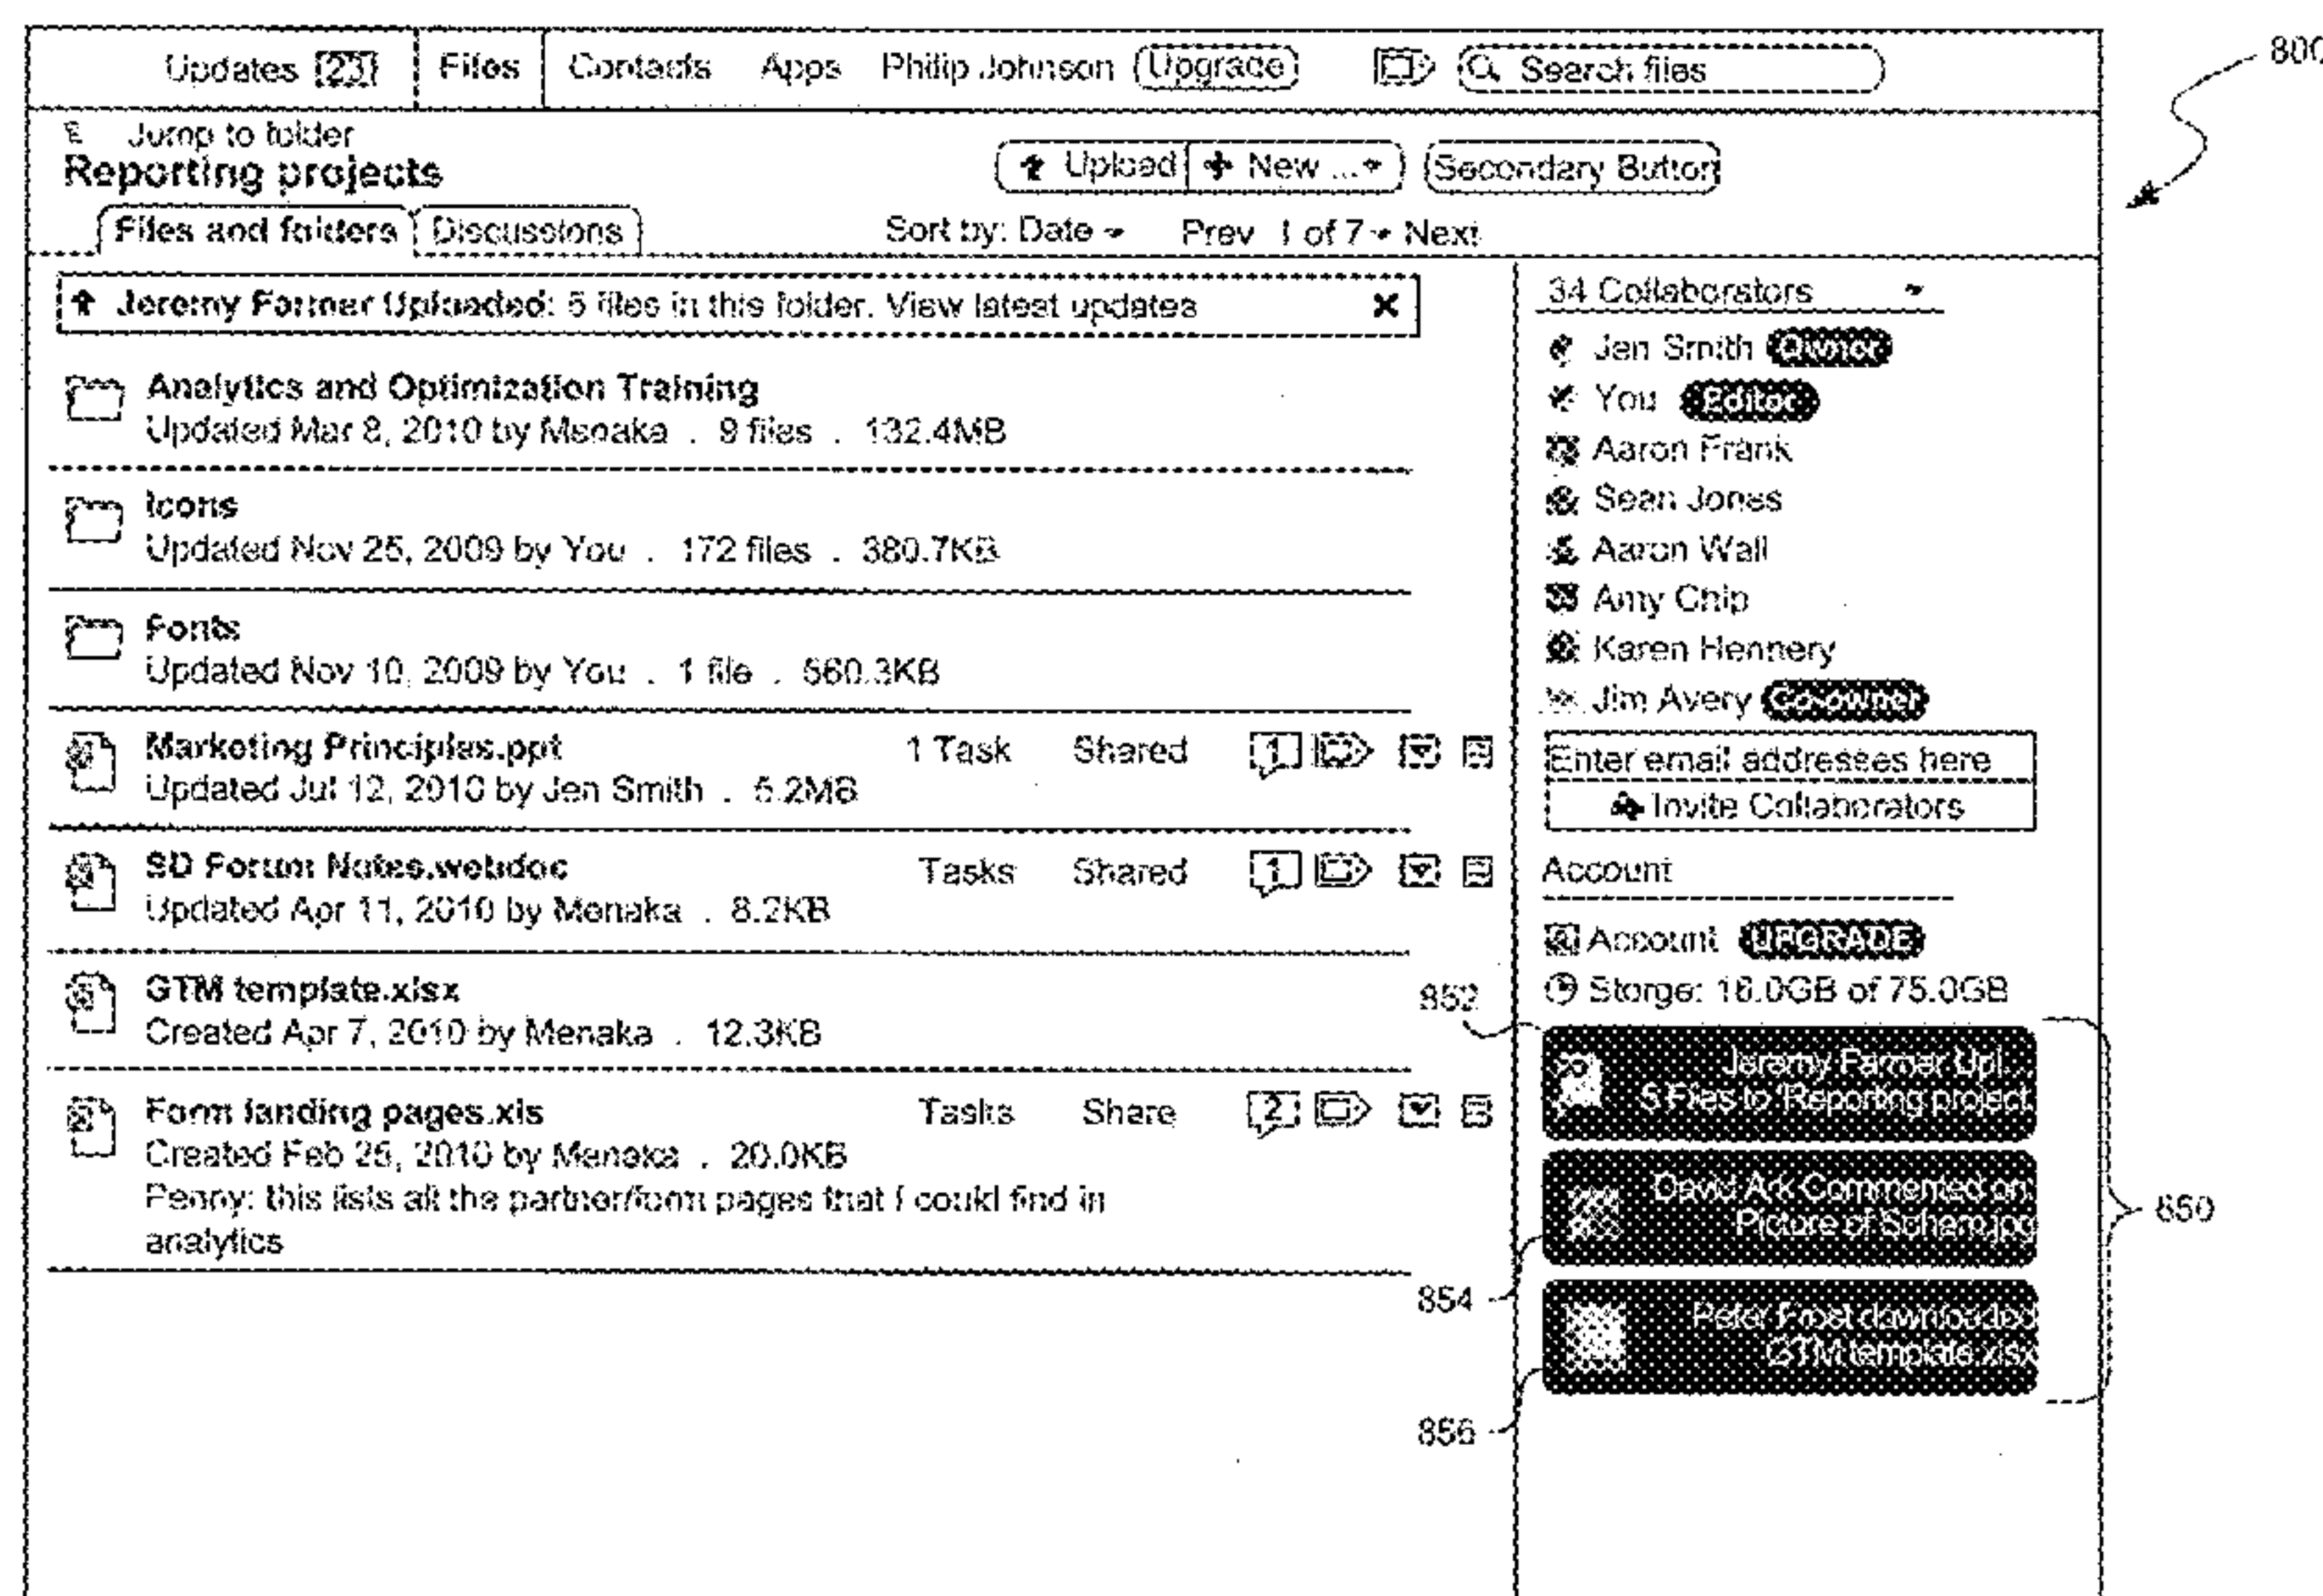 Updates 23 Files Contacts Apps Philip Johnson Upgrade Search files
800
Jump to folder
Reporting projects
Upload New ... Secondary Button
Files and folders Discussions Sort by: Date Prev 1 of 7 Next
Jeremy Farmer Uploaded: 5 files in this folder. View latest updates X
Analytics and Optimization Training
Updated Mar 8, 2010 by Menaka . 9 files . 132.4MB
Icons
Updated Nov 25, 2009 by You . 172 files . 380.7KB
Fonts
Updated Nov 10, 2009 by You . 1 file . 560.3KB
Marketing Principles.ppt 1 Task Shared 1
Updated Jul 12, 2010 by Jen Smith . 5.2MB
SD Forum Notes.webdoc Tasks Shared 1
Updated Apr 11, 2010 by Menaka . 8.2KB
GTM template.xlsx
Created Apr 7, 2010 by Menaka . 12.3KB
Form landing pages.xls Tasks Share 2
Created Feb 25, 2010 by Menaka . 20.0KB
Penny: this lists all the partner/form pages that I could find in
analytics
34 Collaborators
Jen Smith Owner
You Editor
Aaron Frank
Sean Jones
Aaron Wall
Amy Chip
Karen Hennery
Jim Avery Co-owner
Enter email addresses here
Invite Collaborators
Account
Account UPGRADE
Storge: 16.0GB of 75.0GB
852
Jeremy Farmer Upl...
5 Files to 'Reporting project
David Ark Commented on
Picture of Scham.jpg
850
854
Peter Frost downloaded
GTM template.xlsx
856